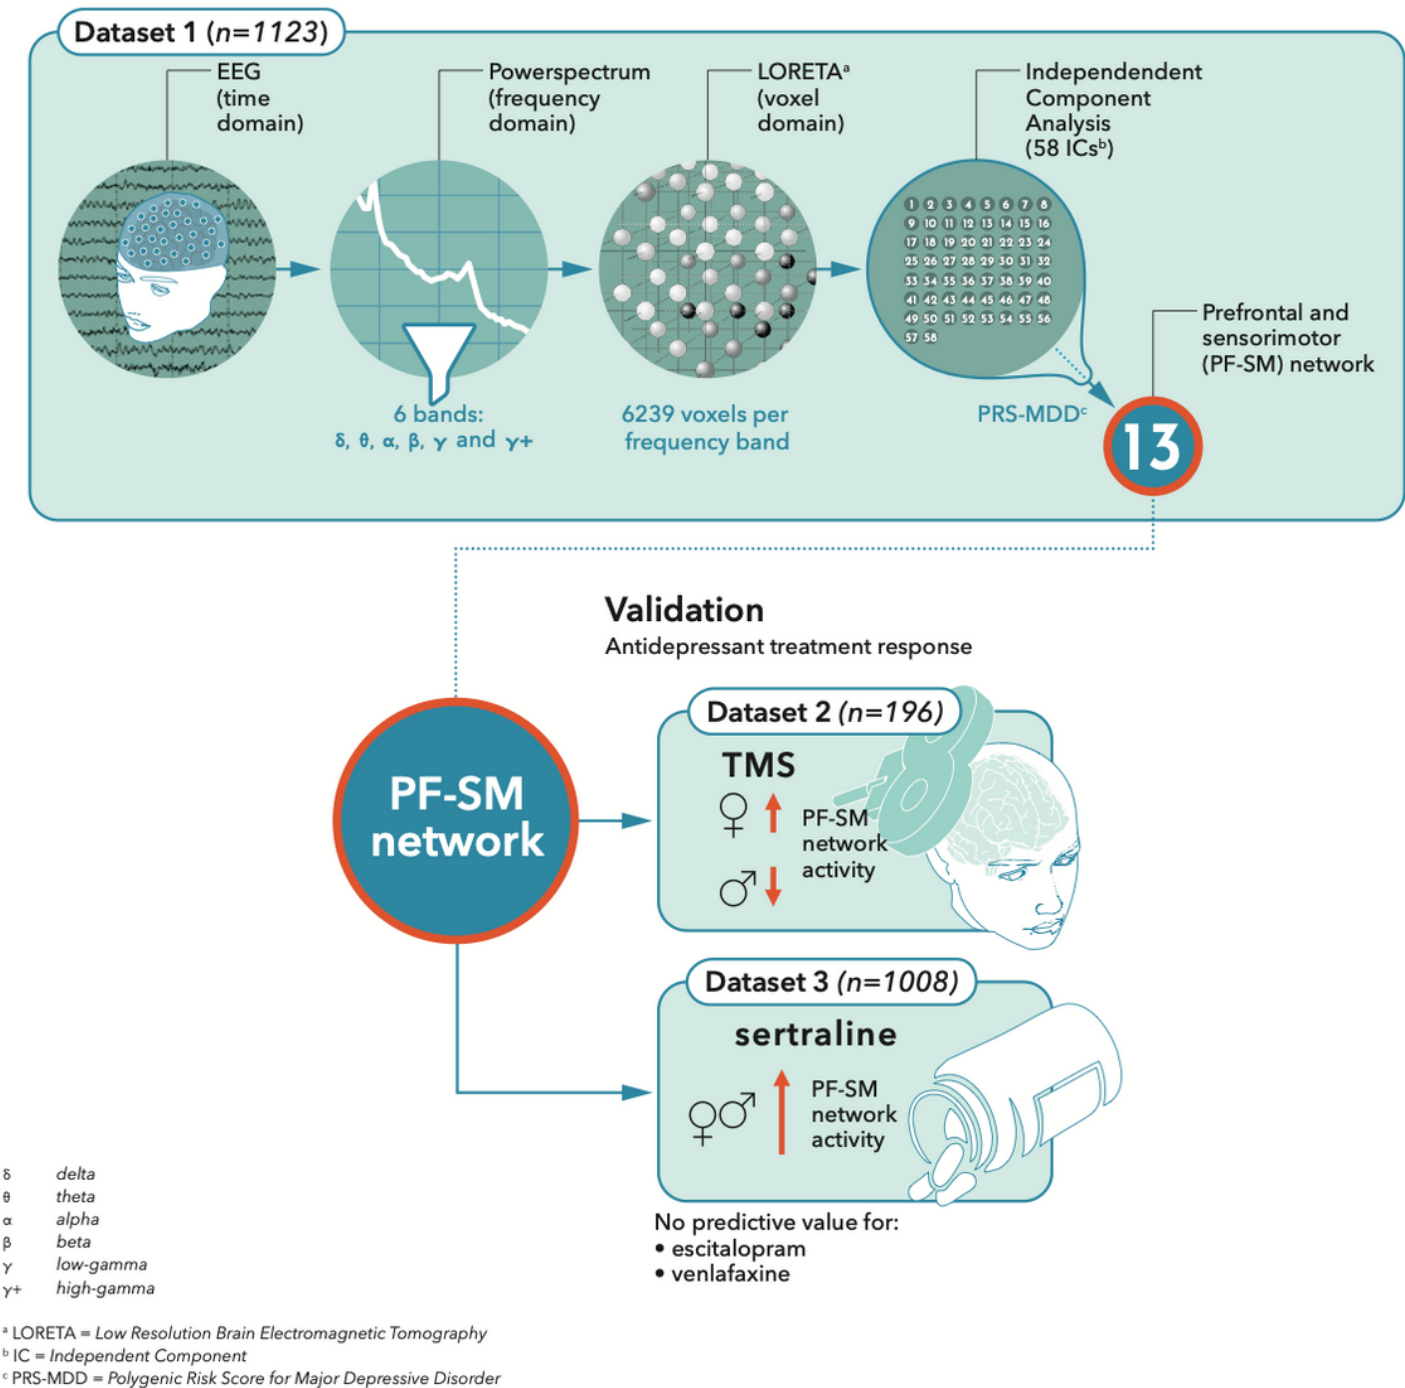 Dataset 1 (n=1123)
EEG
(time
domain)
Powerspectrum
(frequency
domain)
LORETAᵃ
(voxel
domain)
Independendent
Component
Analysis
(58 ICsᵇ)
1 2 3 4 5 6 7 8
9 10 11 12 13 14 15 16
17 18 19 20 21 22 23 24
25 26 27 28 29 30 31 32
33 34 35 36 37 38 39 40
41 42 43 44 45 46 47 48
49 50 51 52 53 54 55 56
57 58
6 bands:
δ, θ, α, β, γ and γ+
6239 voxels per
frequency band
PRS-MDDᶜ
Prefrontal and
sensorimotor
(PF-SM) network
13
Validation
Antidepressant treatment response
PF-SM
network
Dataset 2 (n=196)
TMS
♀
♂
PF-SM
network
activity
Dataset 3 (n=1008)
sertraline
♀♂
PF-SM
network
activity
No predictive value for:
• escitalopram
• venlafaxine
δ delta
θ theta
α alpha
β beta
γ low-gamma
γ+ high-gamma
ᵃ LORETA = Low Resolution Brain Electromagnetic Tomography
ᵇ IC = Independent Component
ᶜ PRS-MDD = Polygenic Risk Score for Major Depressive Disorder